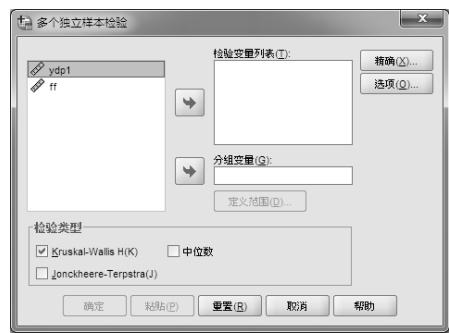 多个独立样本检验
ydp1
ff
检验变量列表(T):
精确(X)...
选项(O)...
分组变量(G):
定义范围(D)...
检验类型
Kruskal-Wallis H(K)
中位数
Jonckheere-Terpstra(J)
确定
粘贴(P)
重置(R)
取消
帮助